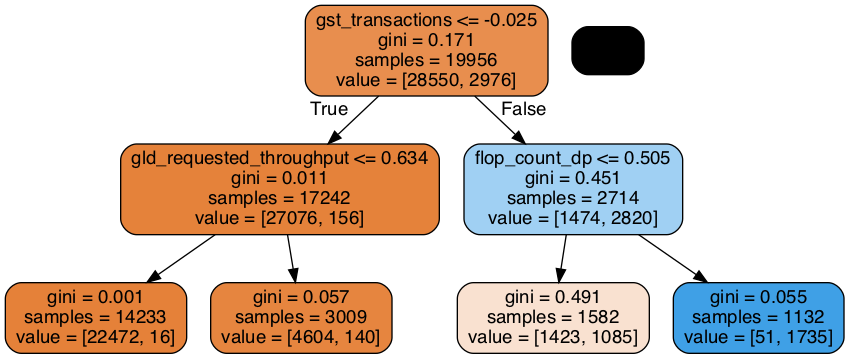 gst_transactions <= -0.025
gini = 0.171
samples = 19956
value = [28550, 2976]
True
False
gld_requested_throughput <= 0.634
gini = 0.011
samples = 17242
value = [27076, 156]
flop_count_dp <= 0.505
gini = 0.451
samples = 2714
value = [1474, 2820]
gini = 0.001
samples = 14233
value = [22472, 16]
gini = 0.057
samples = 3009
value = [4604, 140]
gini = 0.491
samples = 1582
value = [1423, 1085]
gini = 0.055
samples = 1132
value = [51, 1735]